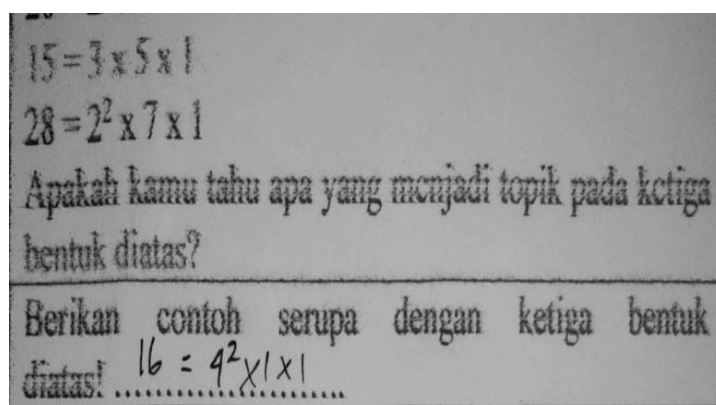 15 = 3 x 5 x 1
28 = 2² x 7 x 1
Apakah kamu tahu apa yang menjadi topik pada ketiga
bentuk diatas?
Berikan contoh serupa dengan ketiga bentuk
diatas! 16 = 4² x 1 x 1